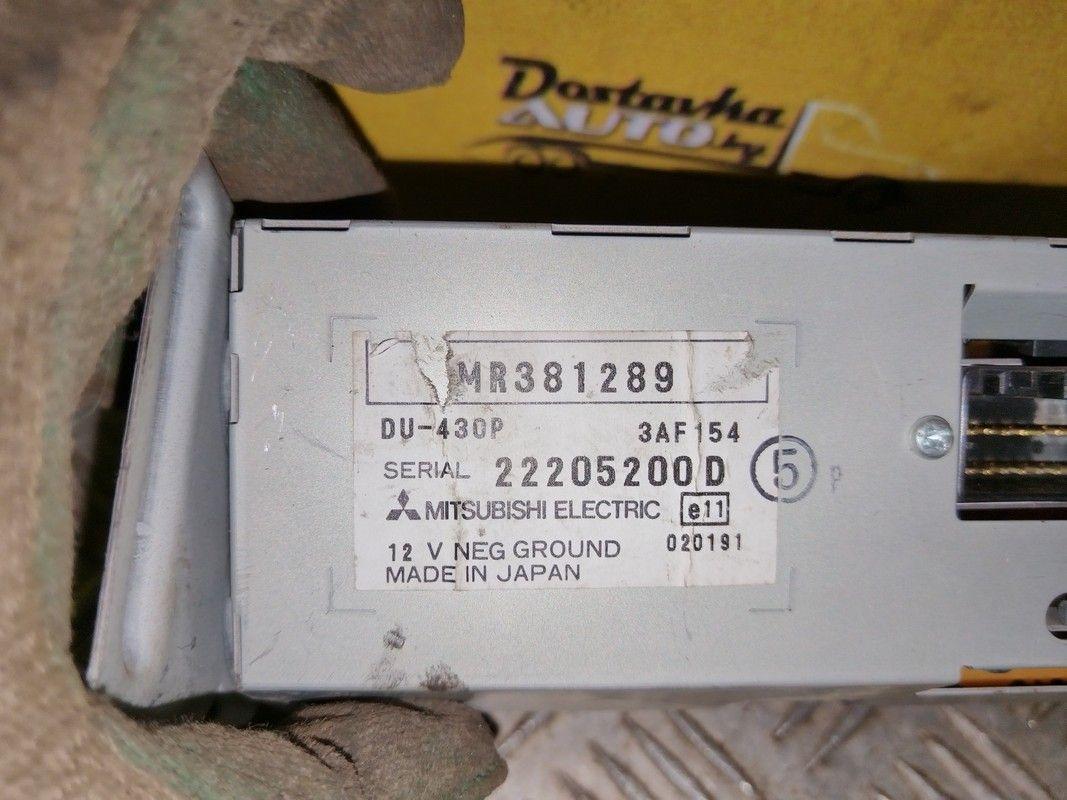 Dostavka
AUTO.by
MR381289
DU-430P 3AF154
SERIAL 22205200D 5 P
MITSUBISHI ELECTRIC e11
12 V NEG GROUND 020191
MADE IN JAPAN